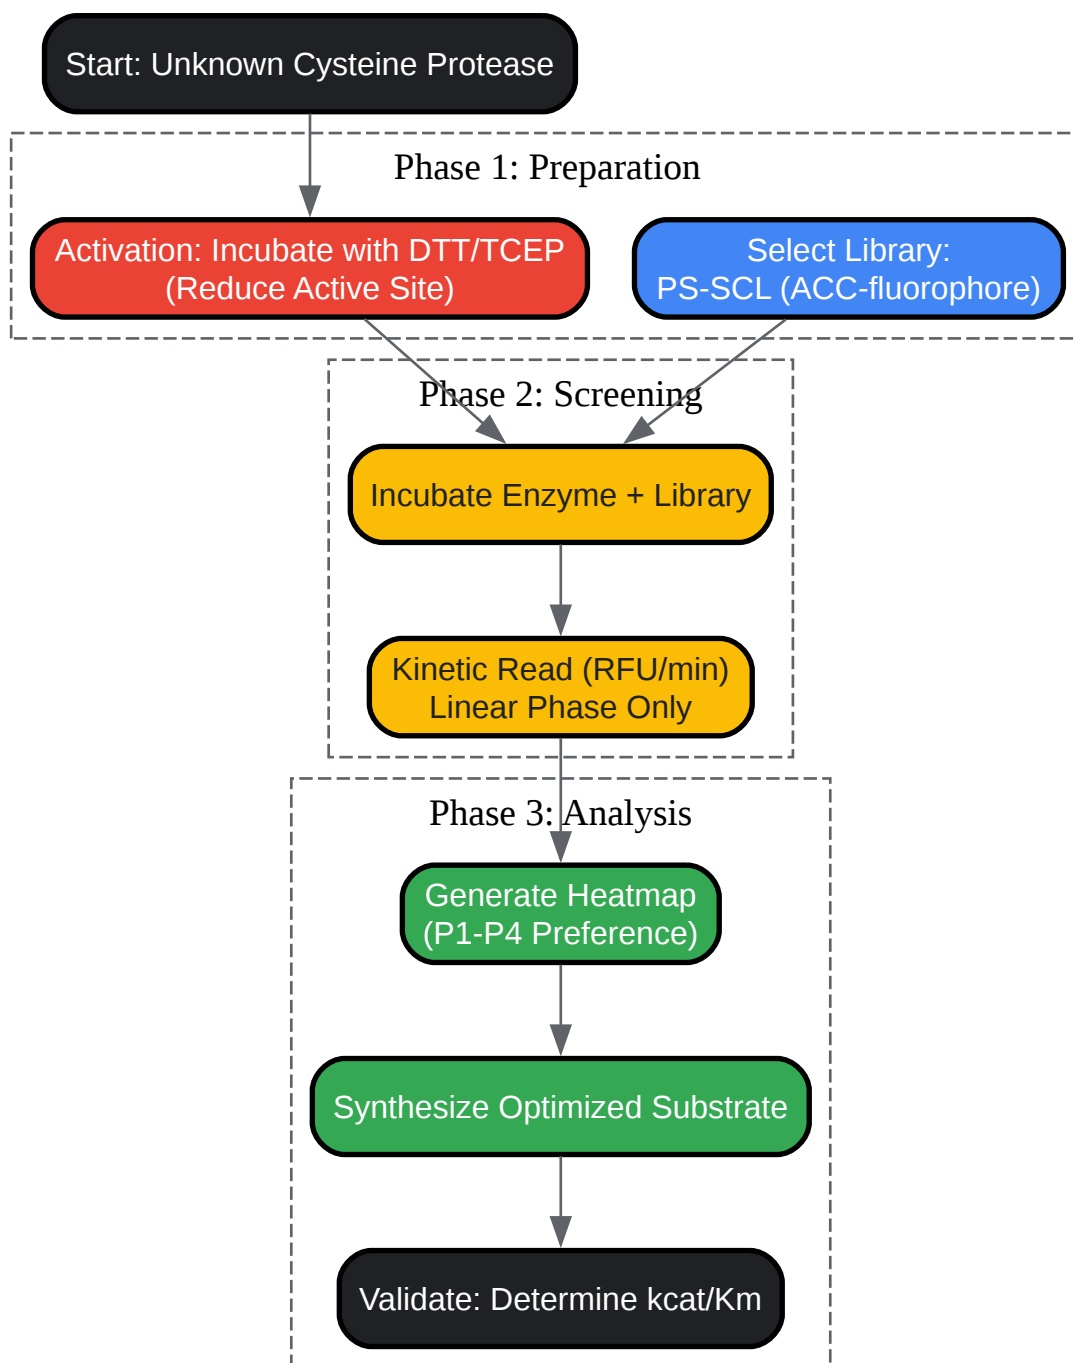 Start: Unknown Cysteine Protease
Phase 1: Preparation
Activation: Incubate with DTT/TCEP
(Reduce Active Site)
Select Library:
PS-SCL (ACC-fluorophore)
Phase 2: Screening
Incubate Enzyme + Library
Kinetic Read (RFU/min)
Linear Phase Only
Phase 3: Analysis
Generate Heatmap
(P1-P4 Preference)
Synthesize Optimized Substrate
Validate: Determine kcat/Km